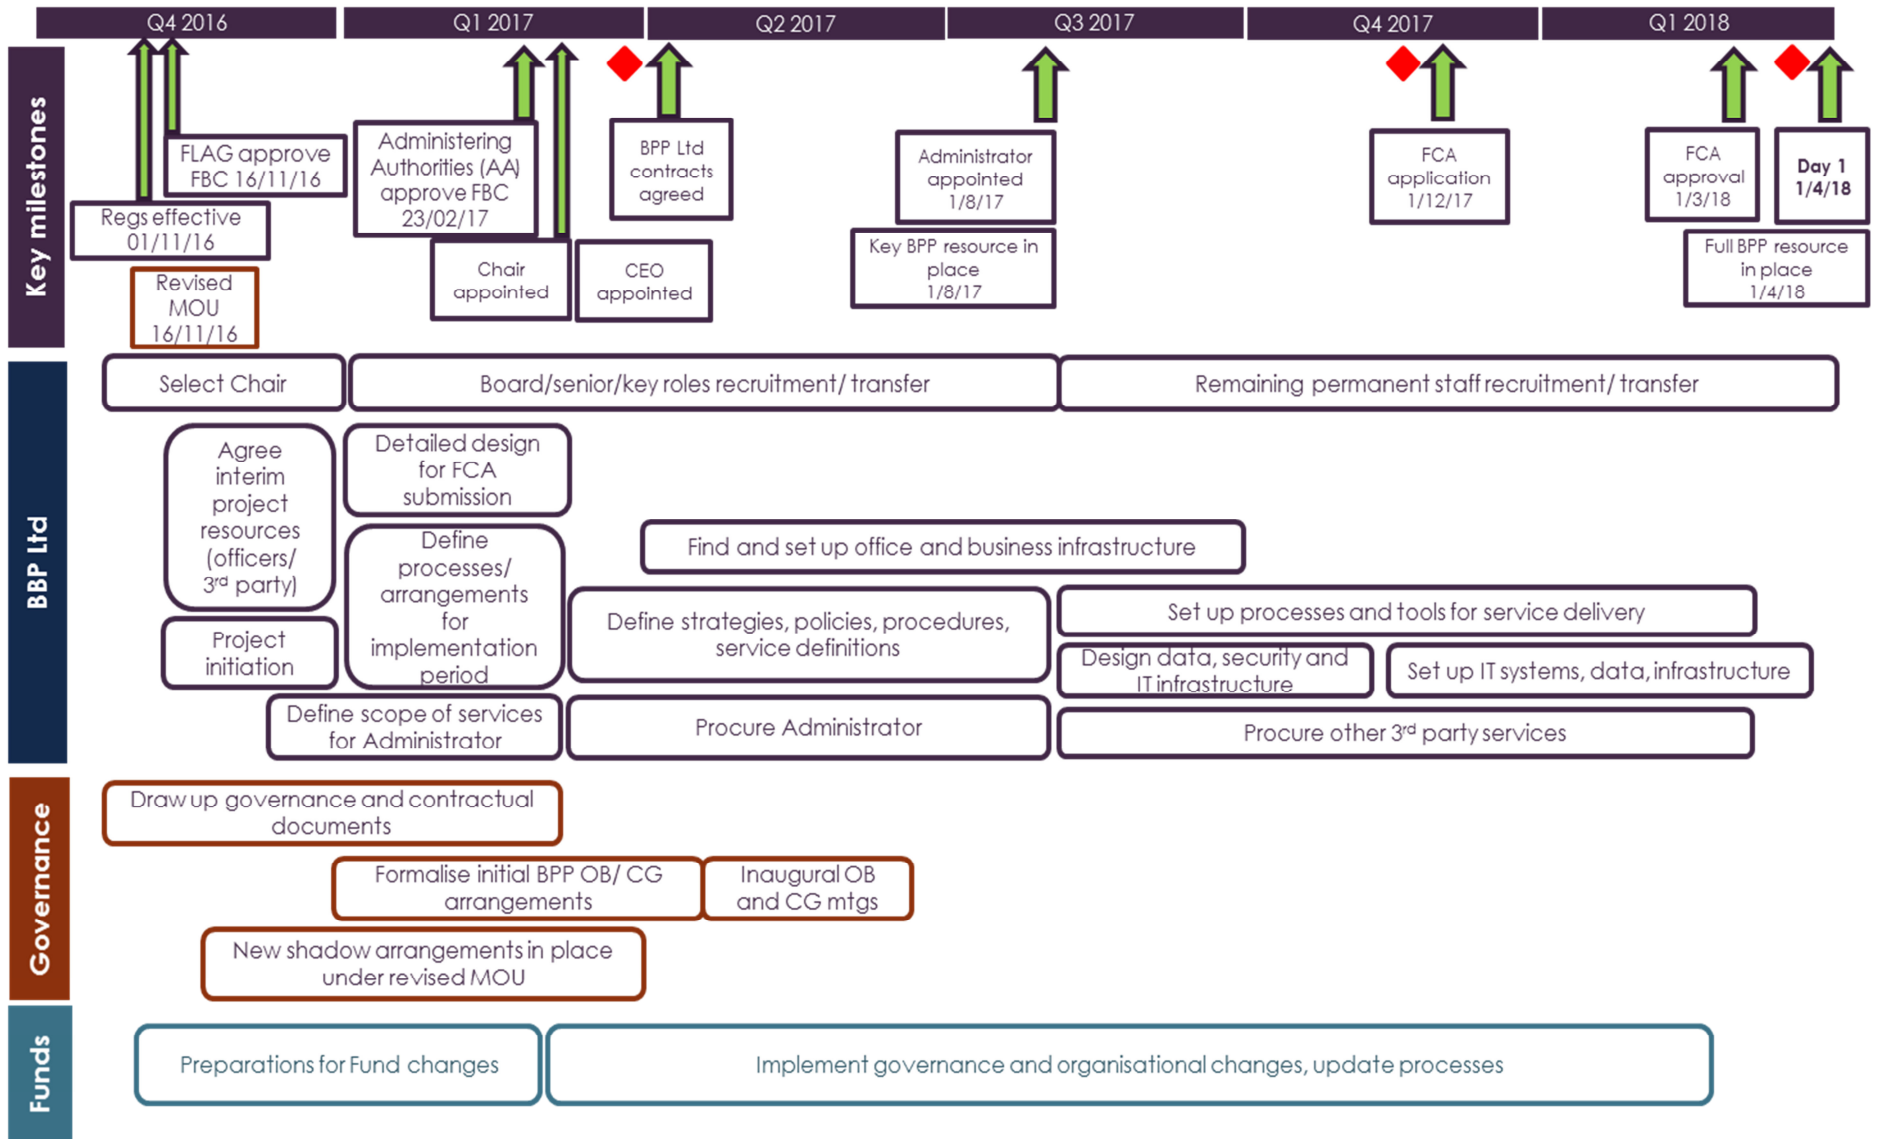 Q4 2016
Q1 2017
Q2 2017
Q3 2017
Q4 2017
Q1 2018
Key milestones
FLAG approve
FBC 16/11/16
Regs effective
01/11/16
Revised
MOU
16/11/16
Administering
Authorities (AA)
approve FBC
23/02/17
Chair
appointed
CEO
appointed
BPP Ltd
contracts
agreed
Administrator
appointed
1/8/17
Key BPP resource in
place
1/8/17
FCA
application
1/12/17
FCA
approval
1/3/18
Day 1
1/4/18
Full BPP resource
in place
1/4/18
BBP Ltd
Select Chair
Board/senior/key roles recruitment/ transfer
Remaining permanent staff recruitment/ transfer
Agree
interim
project
resources
(officers/
3rd party)
Detailed design
for FCA
submission
Define
processes/
arrangements
for
implementation
period
Find and set up office and business infrastructure
Project
initiation
Define strategies, policies, procedures,
service definitions
Set up processes and tools for service delivery
Design data, security and
IT infrastructure
Set up IT systems, data, infrastructure
Define scope of services
for Administrator
Procure Administrator
Procure other 3rd party services
Governance
Draw up governance and contractual
documents
Formalise initial BPP OB/ CG
arrangements
Inaugural OB
and CG mtgs
New shadow arrangements in place
under revised MOU
Funds
Preparations for Fund changes
Implement governance and organisational changes, update processes